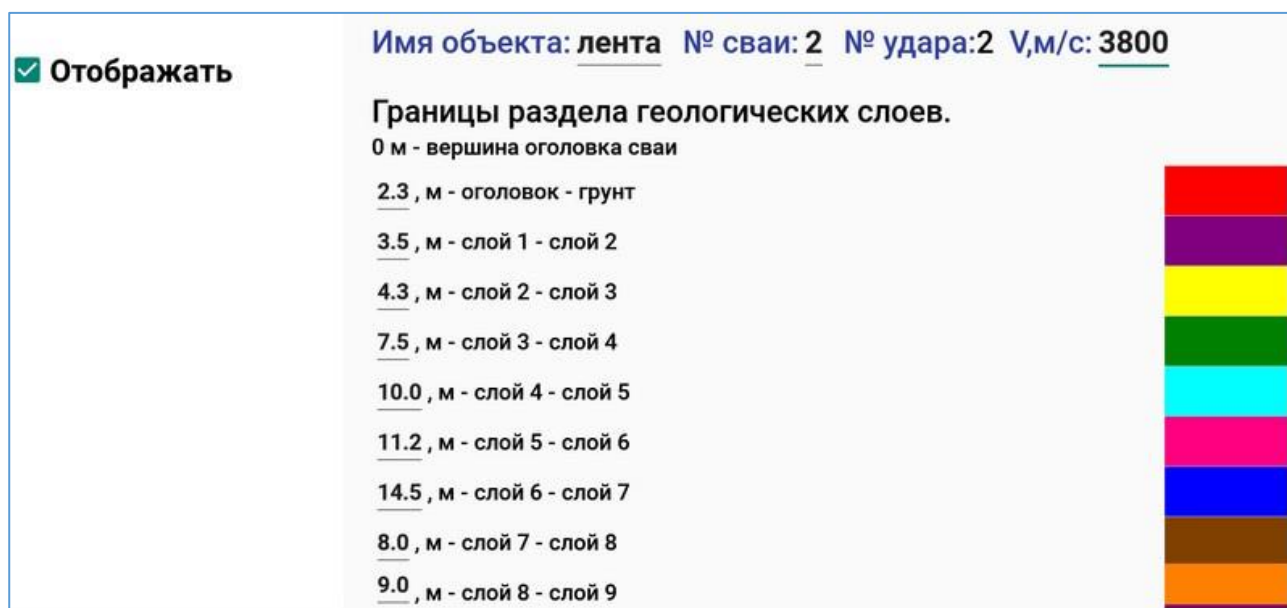 Имя объекта: лента № сваи: 2 № удара:2 V,м/с: 3800
Отображать
Границы раздела геологических слоев.
0 м - вершина оголовка сваи
2.3 , м - оголовок - грунт
3.5 , м - слой 1 - слой 2
4.3 , м - слой 2 - слой 3
7.5 , м - слой 3 - слой 4
10.0 , м - слой 4 - слой 5
11.2 , м - слой 5 - слой 6
14.5 , м - слой 6 - слой 7
8.0 , м - слой 7 - слой 8
9.0 , м - слой 8 - слой 9